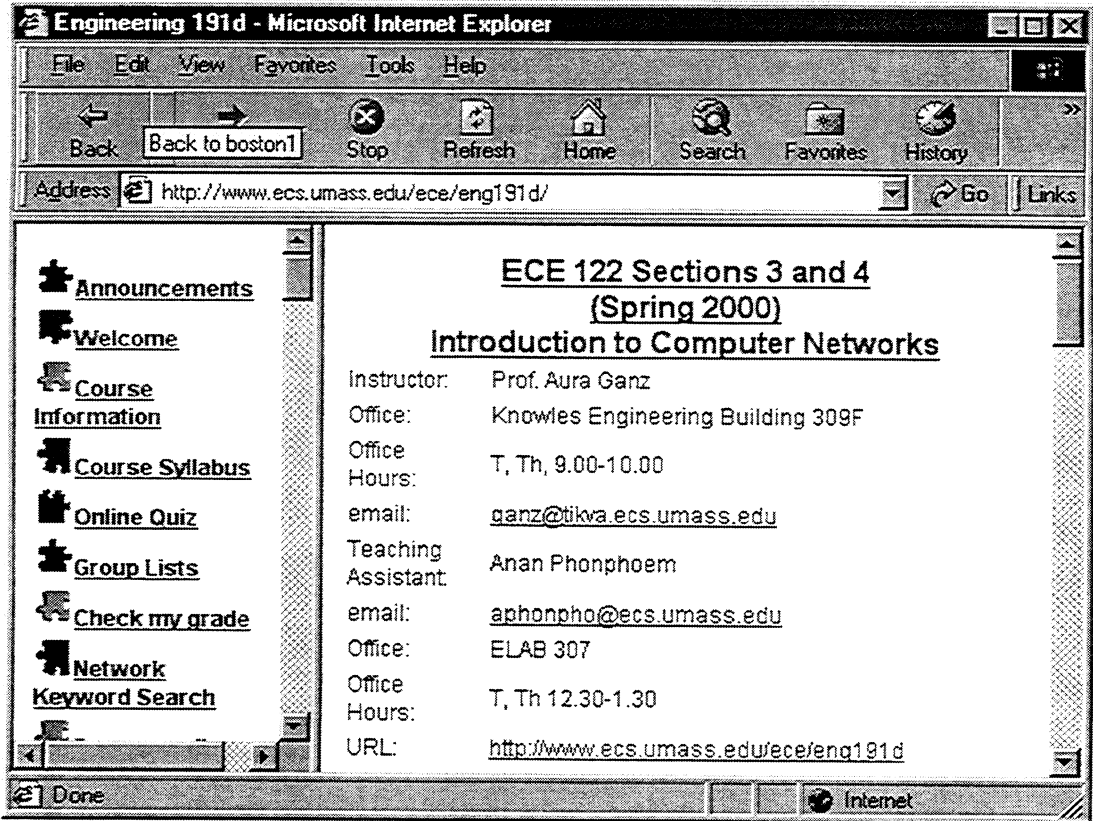 Engineering 191d - Microsoft Internet Explorer
File Edit View Favorites Tools Help
Back Stop Refresh Home Search Favorites History »
Back to boston1
Address http://www.ecs.umass.edu/ece/eng191d/ Go Links
Announcements
Welcome
Course
Information
Course Syllabus
Online Quiz
Group Lists
Check my grade
Network
Keyword Search
ECE 122 Sections 3 and 4
(Spring 2000)
Introduction to Computer Networks
Instructor: Prof. Aura Ganz
Office: Knowles Engineering Building 309F
Office
Hours: T, Th, 9.00-10.00
email: ganz@tikva.ecs.umass.edu
Teaching
Assistant: Anan Phonphoem
email: aphonpho@ecs.umass.edu
Office: ELAB 307
Office
Hours: T, Th 12.30-1.30
URL: http://www.ecs.umass.edu/ece/eng191d
Done Internet